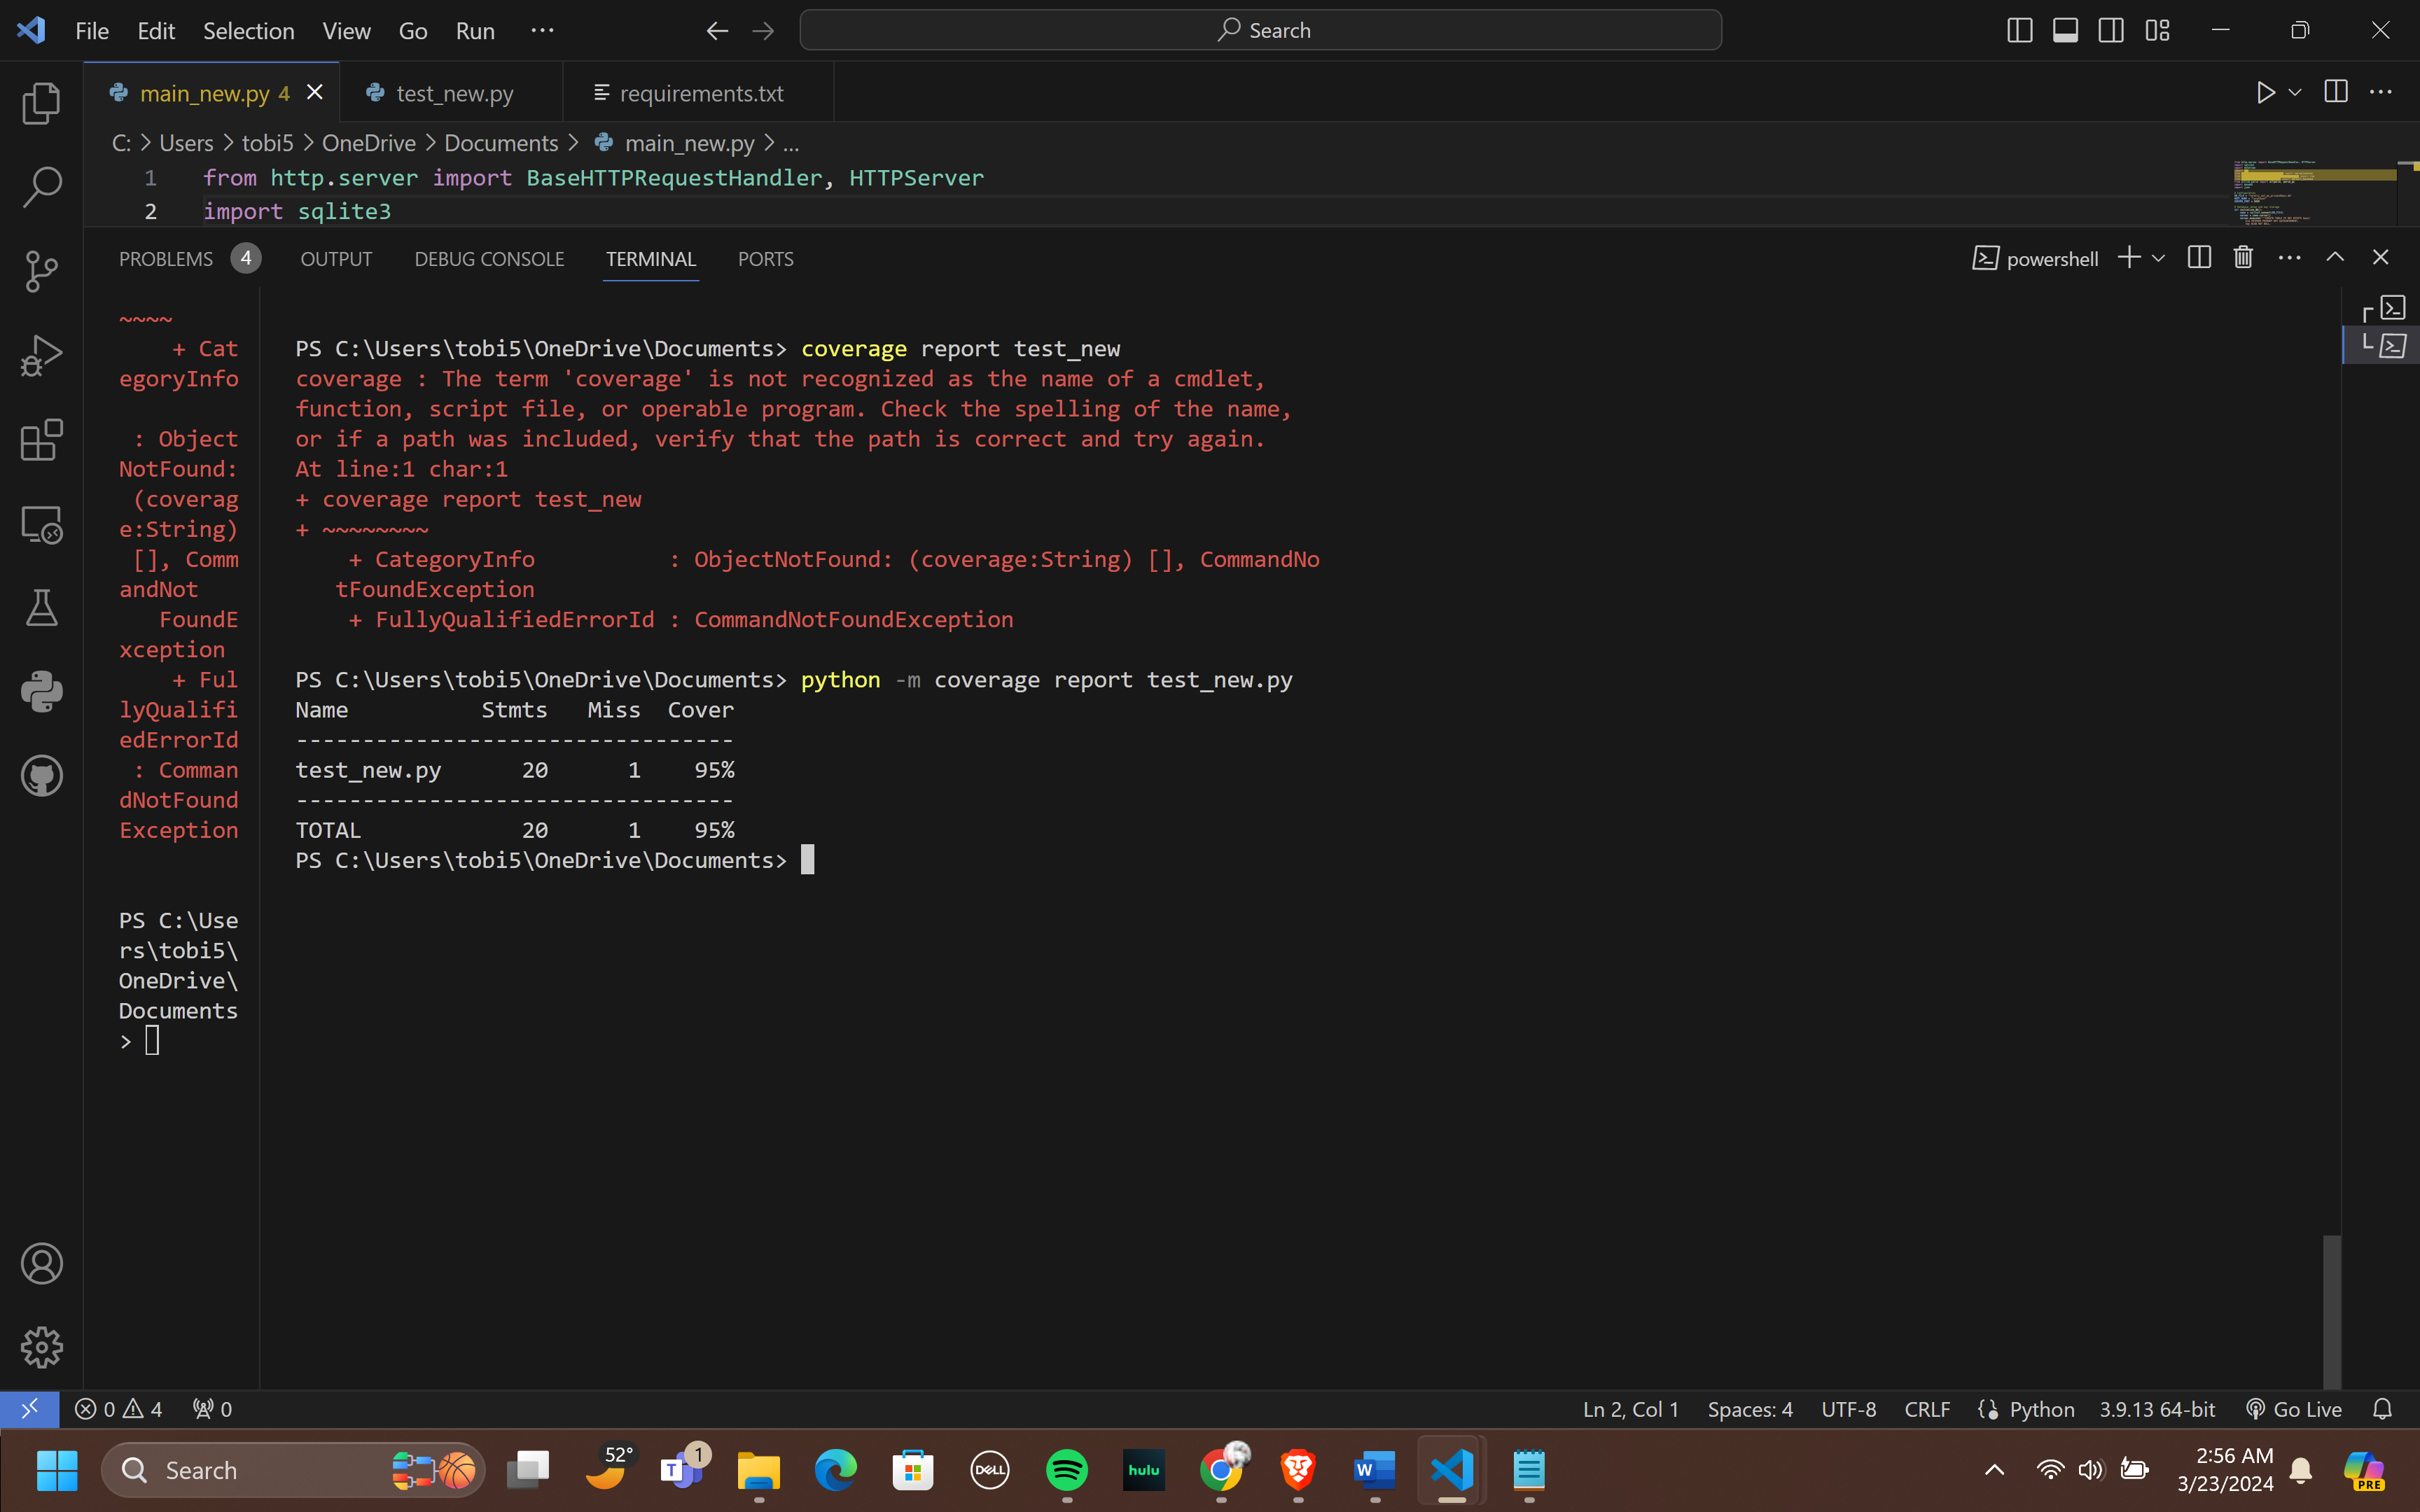 File Edit Selection View Go Run ... Search
main_new.py 4 test_new.py requirements.txt
C: > Users > tobi5 > OneDrive > Documents > main_new.py > ...
1 from http.server import BaseHTTPRequestHandler, HTTPServer
2 import sqlite3
PROBLEMS 4 OUTPUT DEBUG CONSOLE TERMINAL PORTS powershell
~~~~
+ Cat
egoryInfo
: Object
NotFound:
(coverag
e:String)
[], Comm
andNot
FoundE
xception
+ Ful
lyQualifi
edErrorId
: Comman
dNotFound
Exception
PS C:\Use
rs\tobi5\
OneDrive\
Documents
>
PS C:\Users\tobi5\OneDrive\Documents> coverage report test_new
coverage : The term 'coverage' is not recognized as the name of a cmdlet,
function, script file, or operable program. Check the spelling of the name,
or if a path was included, verify that the path is correct and try again.
At line:1 char:1
+ coverage report test_new
+ ~~~~~~~~
+ CategoryInfo : ObjectNotFound: (coverage:String) [], CommandNo
tFoundException
+ FullyQualifiedErrorId : CommandNotFoundException
PS C:\Users\tobi5\OneDrive\Documents> python -m coverage report test_new.py
Name Stmts Miss Cover
---------------------------------
test_new.py 20 1 95%
---------------------------------
TOTAL 20 1 95%
PS C:\Users\tobi5\OneDrive\Documents>
0 4 0 Ln 2, Col 1 Spaces: 4 UTF-8 CRLF Python 3.9.13 64-bit Go Live
Search 52° T 1 DELL hulu W 2:56 AM
3/23/2024
PRE